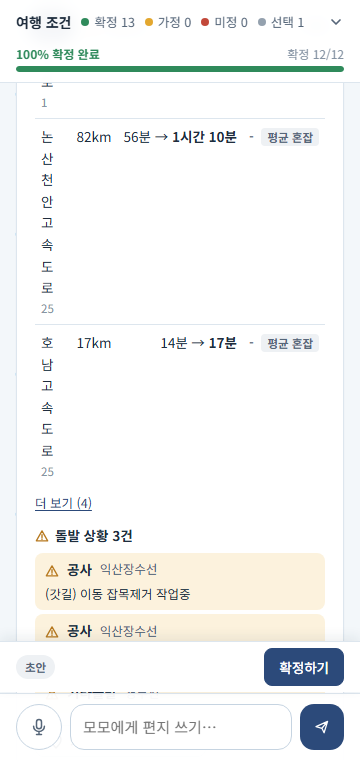 여행 조건 확정 13 가정 0 미정 0 선택 1
100% 확정 완료 확정 12/12
1
논 82km 56분 → 1시간 10분 - 평균 혼잡
산
천
안
고
속
도
로
25
호 17km 14분 → 17분 - 평균 혼잡
남
고
속
도
로
25
더 보기 (4)
돌발 상황 3건
공사 익산장수선
(갓길) 이동 잡목제거 작업중
공사 익산장수선
초안 확정하기
모모에게 편지 쓰기…